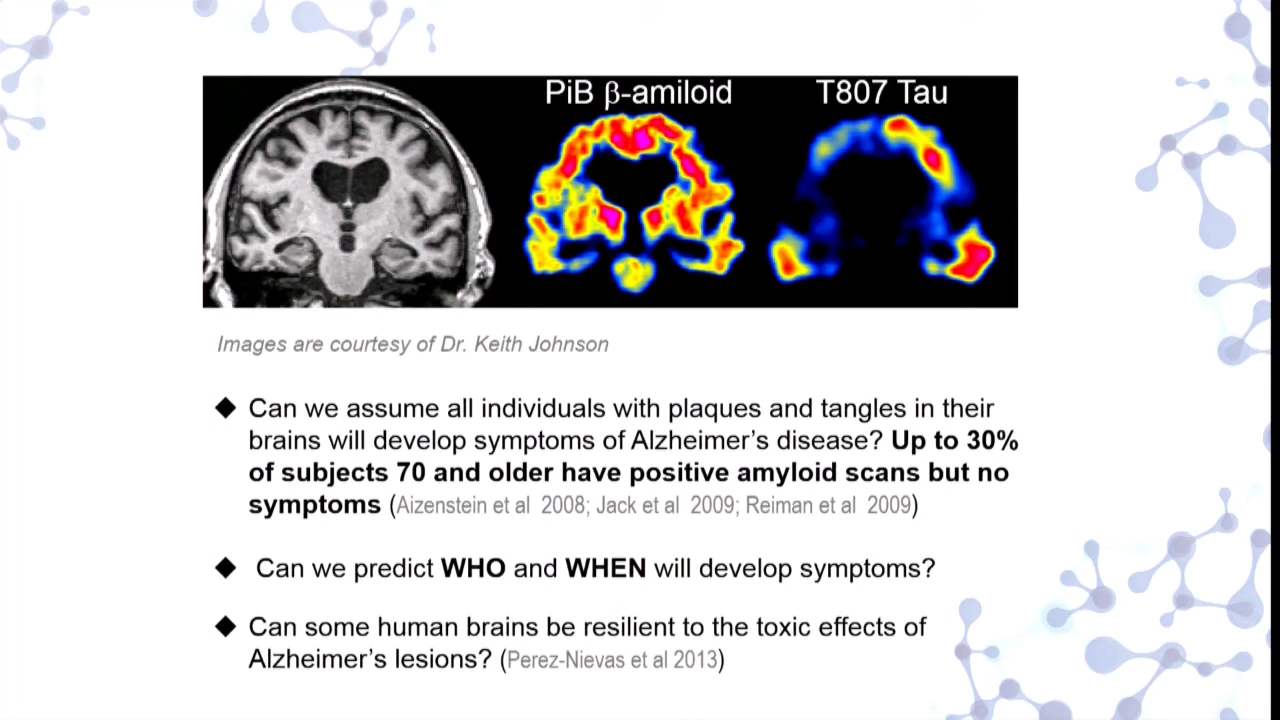 PiB β-amiloid
T807 Tau
Images are courtesy of Dr. Keith Johnson
◆ Can we assume all individuals with plaques and tangles in their
brains will develop symptoms of Alzheimer’s disease? Up to 30%
of subjects 70 and older have positive amyloid scans but no
symptoms (Aizenstein et al 2008; Jack et al 2009; Reiman et al 2009)
◆ Can we predict WHO and WHEN will develop symptoms?
◆ Can some human brains be resilient to the toxic effects of
Alzheimer’s lesions? (Perez-Nievas et al 2013)